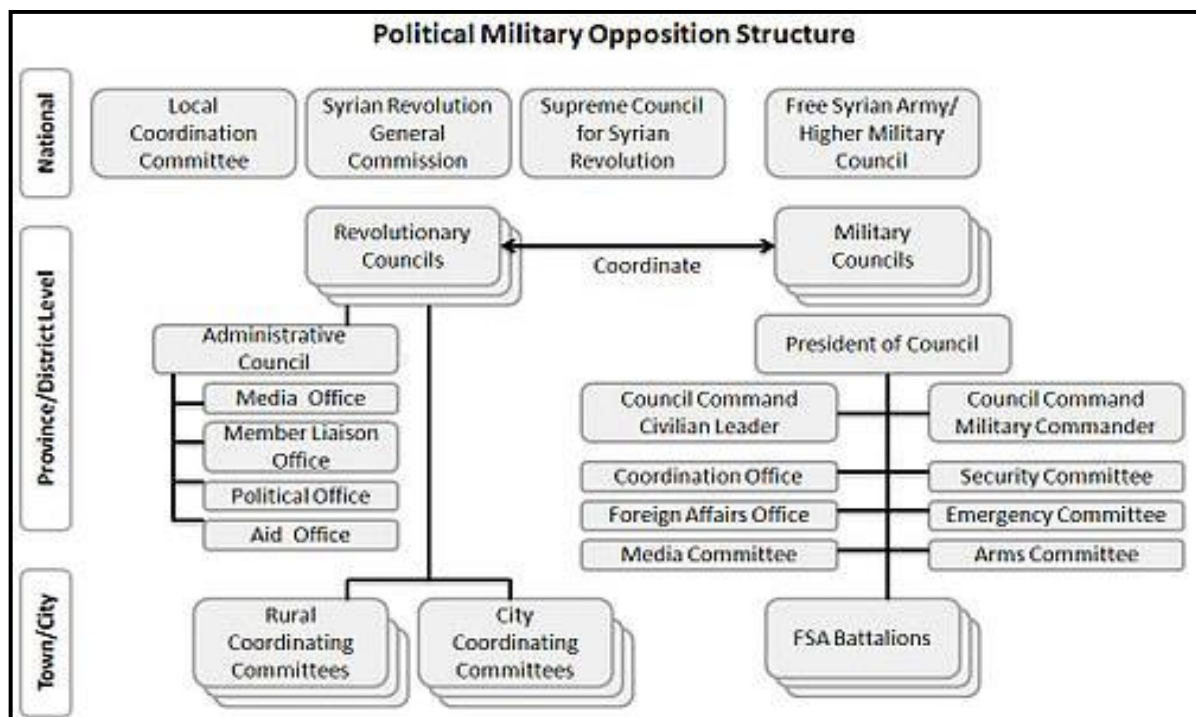 Political Military Opposition Structure
National
Local
Coordination
Committee
Syrian Revolution
General
Commission
Supreme Council
for Syrian
Revolution
Free Syrian Army/
Higher Military
Council
Province/District Level
Revolutionary
Councils
Coordinate
Military
Councils
Administrative
Council
Media Office
Member Liaison
Office
Political Office
Aid Office
President of Council
Council Command
Civilian Leader
Council Command
Military Commander
Coordination Office
Security Committee
Foreign Affairs Office
Emergency Committee
Media Committee
Arms Committee
Town/City
Rural
Coordinating
Committees
City
Coordinating
Committees
FSA Battalions